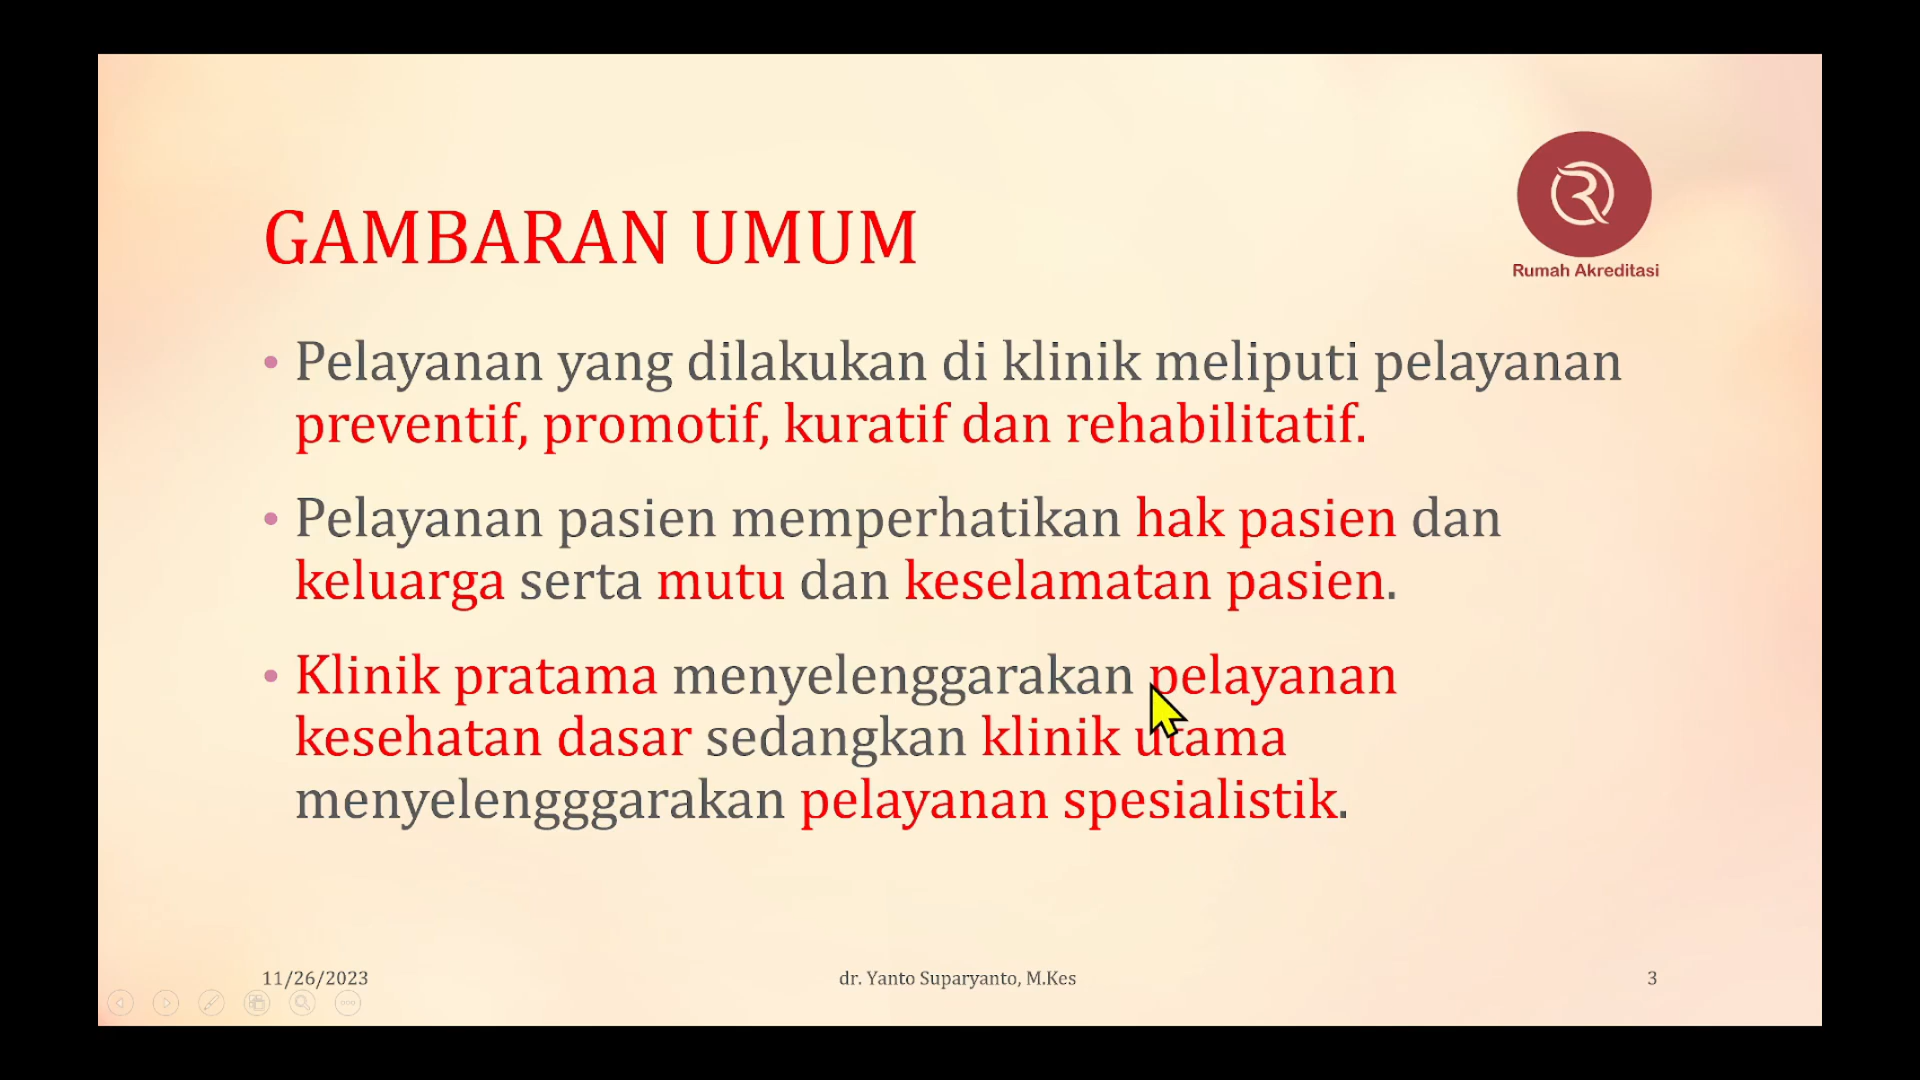 Rumah Akreditasi
GAMBARAN UMUM
• Pelayanan yang dilakukan di klinik meliputi pelayanan
preventif, promotif, kuratif dan rehabilitatif.
• Pelayanan pasien memperhatikan hak pasien dan
keluarga serta mutu dan keselamatan pasien.
• Klinik pratama menyelenggarakan pelayanan
kesehatan dasar sedangkan klinik utama
menyelengggarakan pelayanan spesialistik.
11/26/2023
dr. Yanto Suparyanto, M.Kes
3